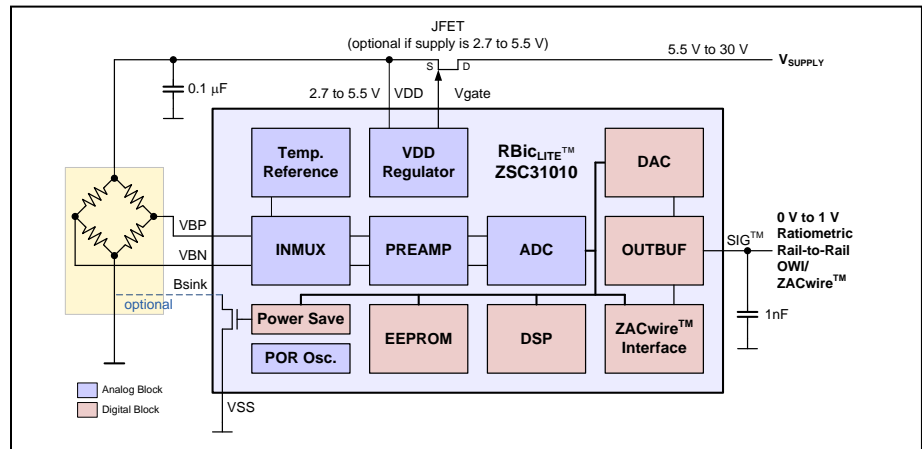 JFET
(optional if supply is 2.7 to 5.5 V)
5.5 V to 30 V
S
D
VSUPPLY
0.1 µF
2.7 to 5.5 V
VDD
Vgate
Temp.
Reference
VDD
Regulator
RBicLITE™
ZSC31010
DAC
VBP
VBN
INMUX
PREAMP
ADC
OUTBUF
SIG™
0 V to 1 V
Ratiometric
Rail-to-Rail
OWI/
ZACwire™
Bsink
optional
Power Save
POR Osc.
EEPROM
DSP
ZACwire™
Interface
1nF
Analog Block
Digital Block
VSS